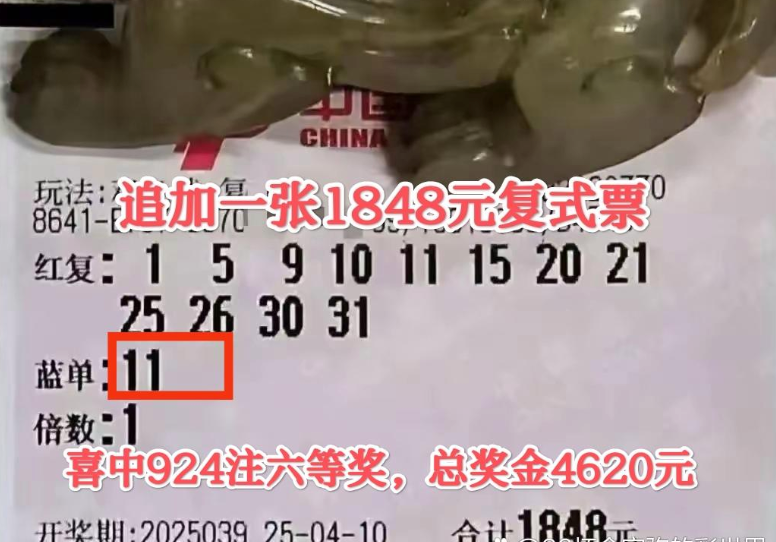 中国
CHINA
玩法:
追加一张1848元复式票
8641-
红复: 1 5 9 10 11 15 20 21
25 26 30 31
蓝单:11
倍数:1
喜中924注六等奖，总奖金4620元
开奖期:2025039 25-04-10 合计1848元